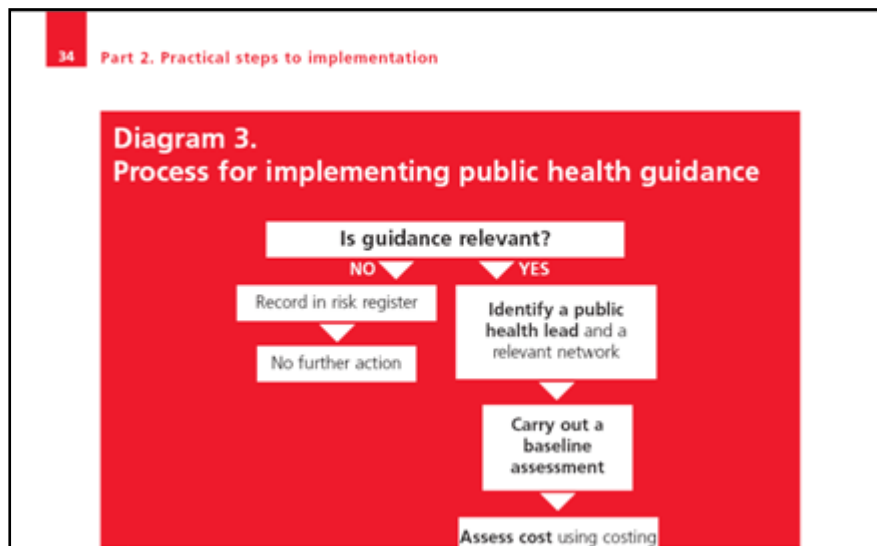 34 Part 2. Practical steps to implementation
Diagram 3.
Process for implementing public health guidance
Is guidance relevant?
NO YES
Record in risk register
No further action
Identify a public
health lead and a
relevant network
Carry out a
baseline
assessment
Assess cost using costing